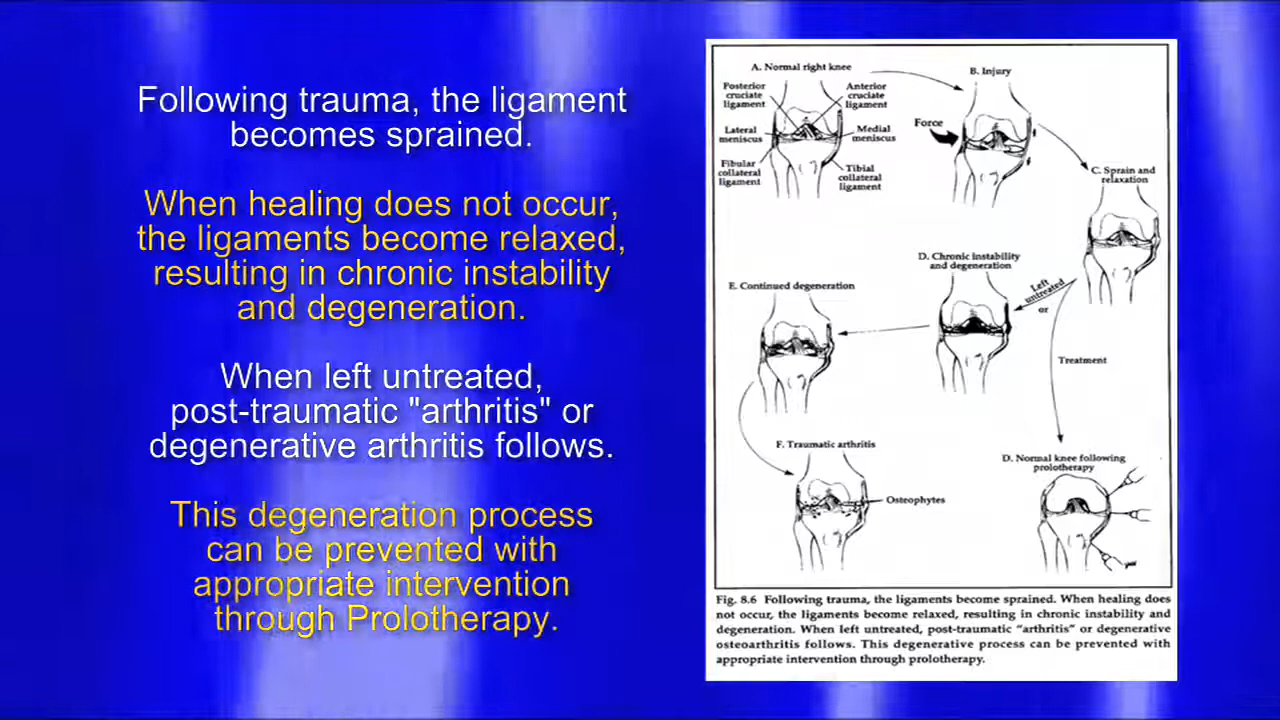 Following trauma, the ligament
becomes sprained.
When healing does not occur,
the ligaments become relaxed,
resulting in chronic instability
and degeneration.
When left untreated,
post-traumatic "arthritis" or
degenerative arthritis follows.
This degeneration process
can be prevented with
appropriate intervention
through Prolotherapy.
A. Normal right knee
Posterior
cruciate
ligament
Anterior
cruciate
ligament
Lateral
meniscus
Medial
meniscus
Fibular
collateral
ligament
Tibial
collateral
ligament
B. Injury
Force
C. Sprain and
relaxation
Left
untreated
or
Treatment
D. Chronic instability
and degeneration
E. Continued degeneration
F. Traumatic arthritis
Osteophytes
D. Normal knee following
prolotherapy
Fig. 8.6 Following trauma, the ligaments become sprained. When healing does
not occur, the ligaments become relaxed, resulting in chronic instability and
degeneration. When left untreated, post-traumatic “arthritis” or degenerative
osteoarthritis follows. This degenerative process can be prevented with
appropriate intervention through prolotherapy.